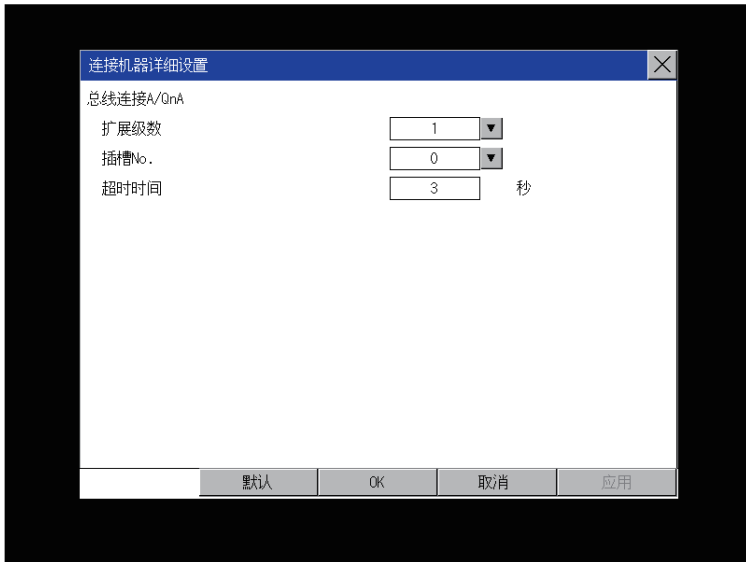 连接机器详细设置
总线连接A/QnA
扩展级数 1
插槽No. 0
超时时间 3 秒
默认 OK 取消 应用